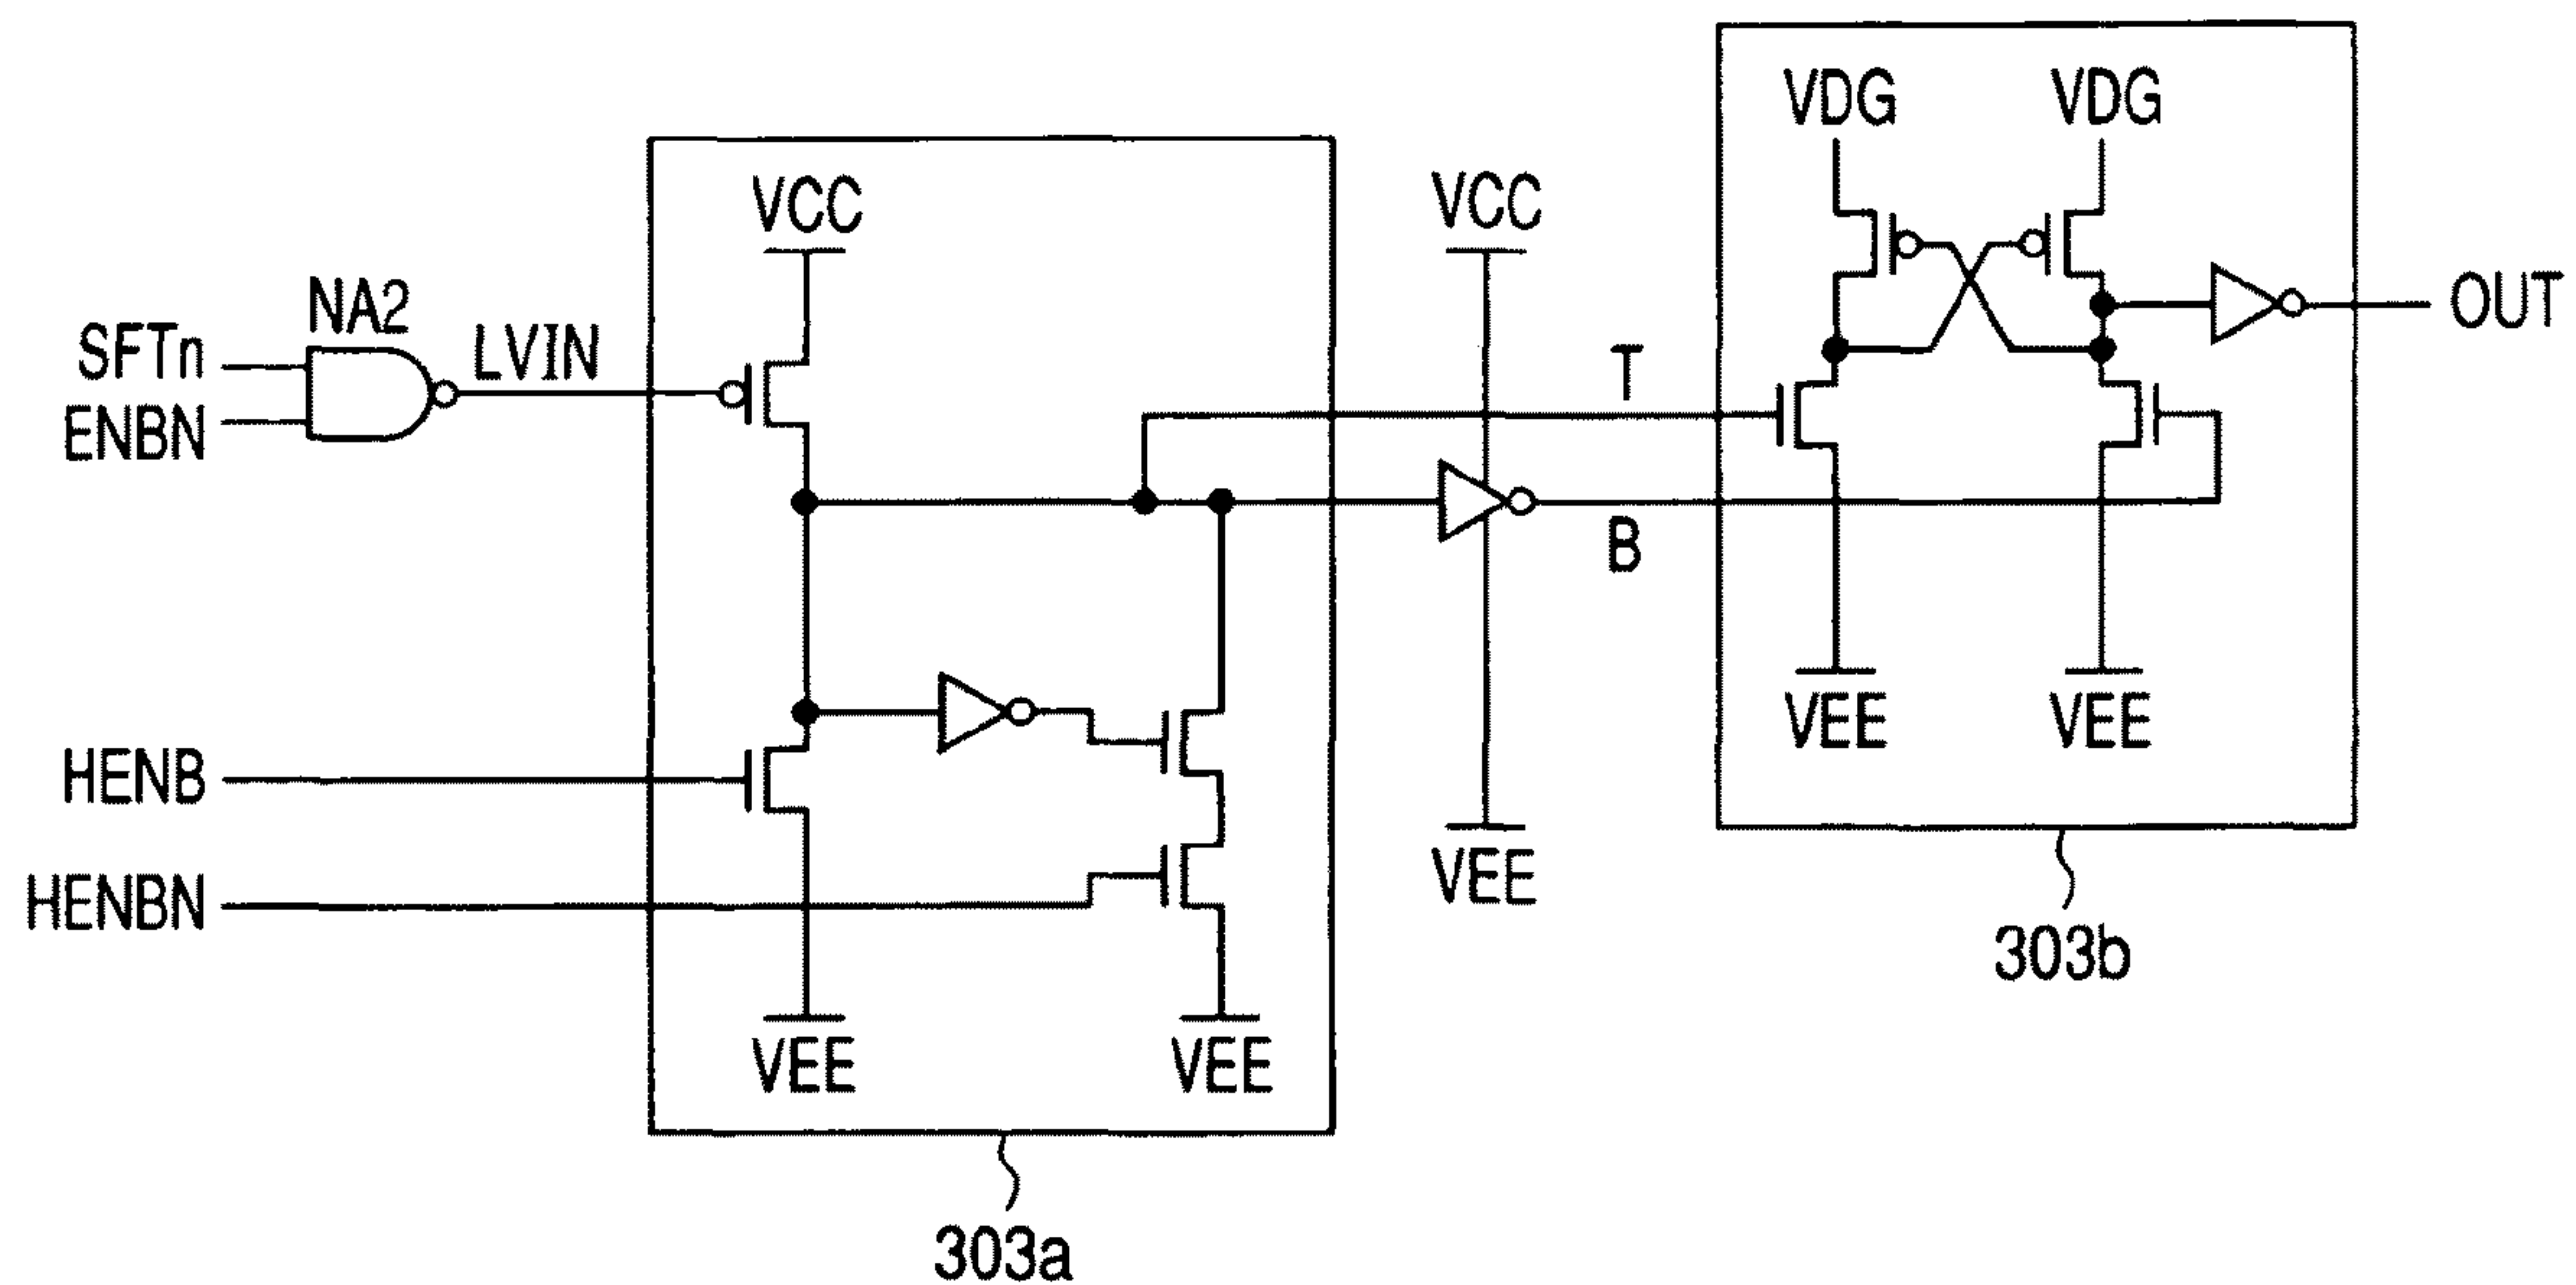 VDG
VDG
VCC
VCC
NA2
SFTn
LVIN
OUT
T
ENBN
B
VEE
VEE
HENB
VEE
HENBN
303b
VEE
VEE
303a